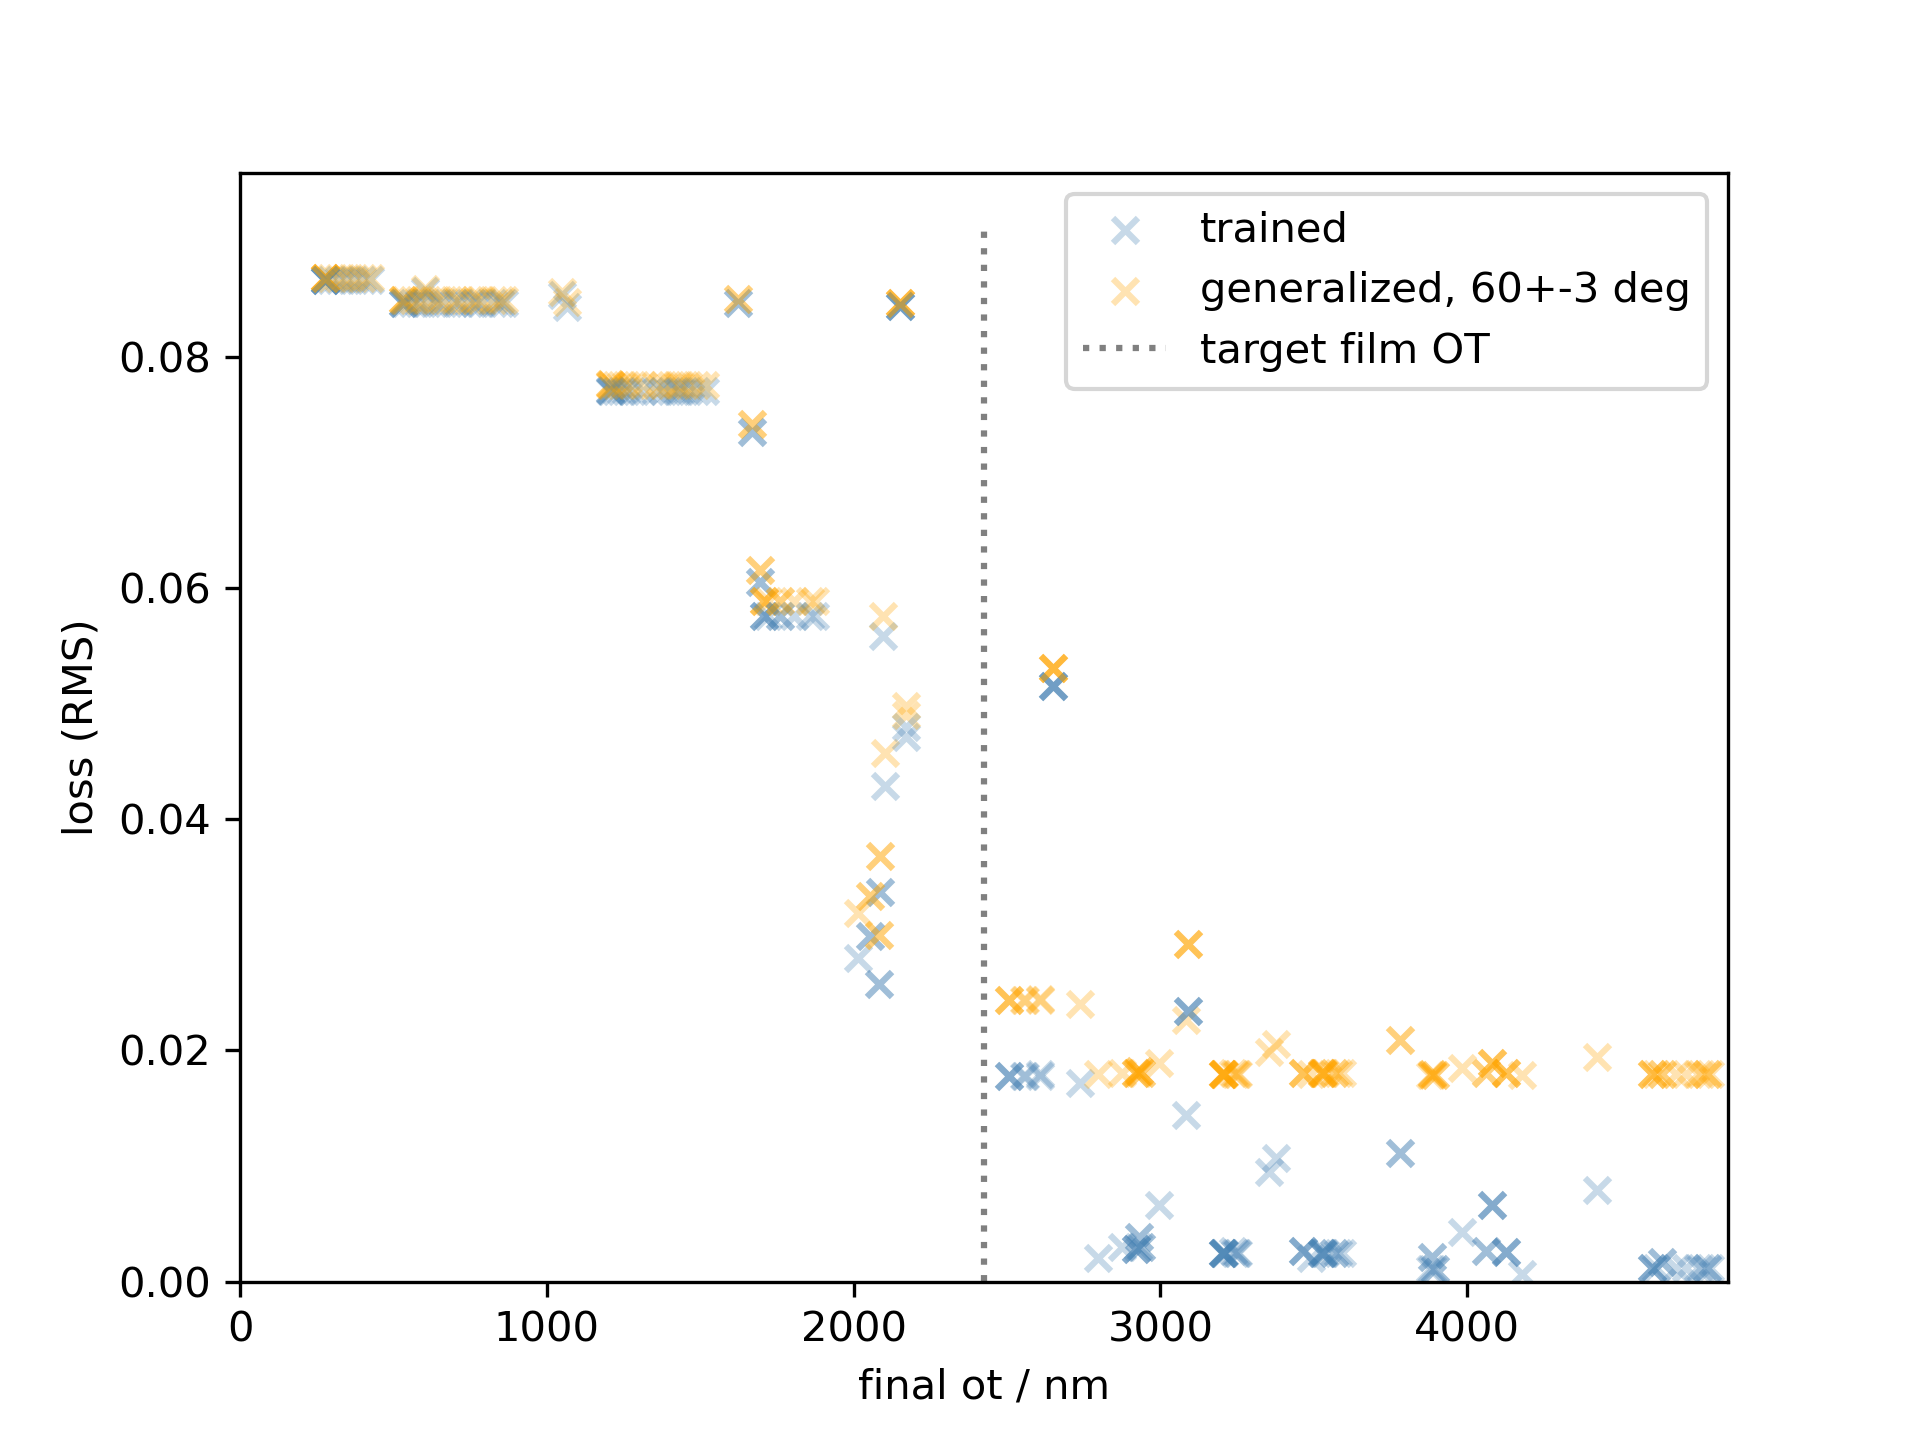 trained
generalized, 60+-3 deg
target film OT
loss (RMS)
0.08
0.06
0.04
0.02
0.00
0
1000
2000
3000
4000
final ot / nm